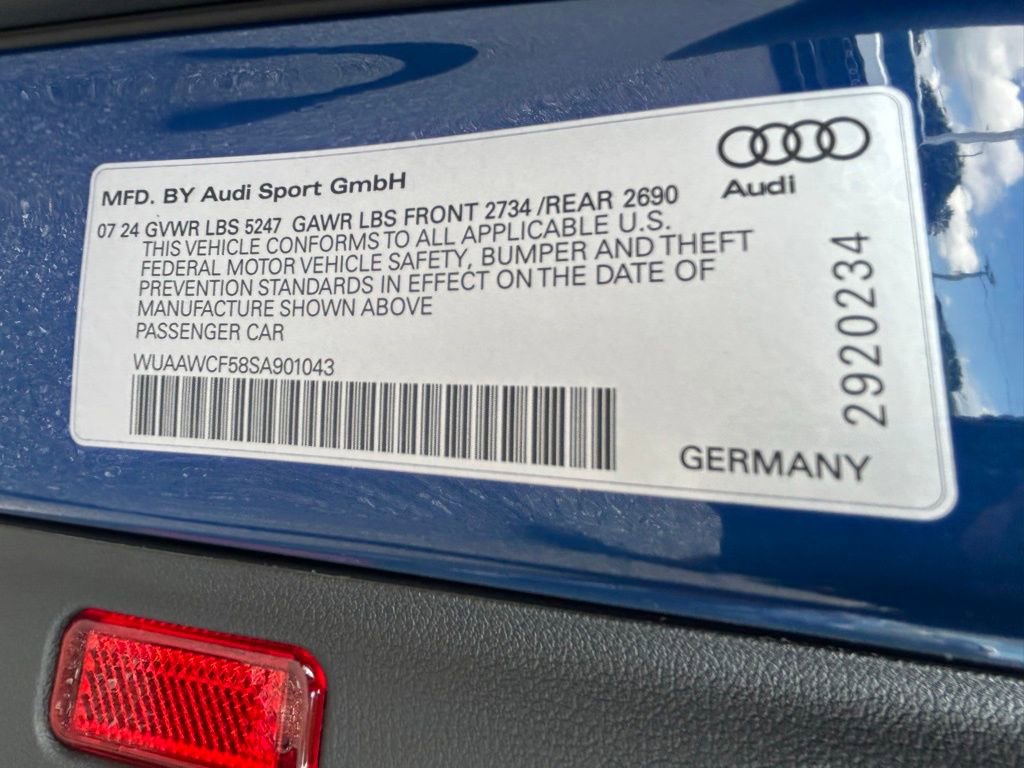 Audi
MFD. BY Audi Sport GmbH
07 24 GVWR LBS 5247 GAWR LBS FRONT 2734 /REAR 2690
THIS VEHICLE CONFORMS TO ALL APPLICABLE U.S.
FEDERAL MOTOR VEHICLE SAFETY, BUMPER AND THEFT
PREVENTION STANDARDS IN EFFECT ON THE DATE OF
MANUFACTURE SHOWN ABOVE
PASSENGER CAR
WUAAWCF58SA901043
2920234
GERMANY